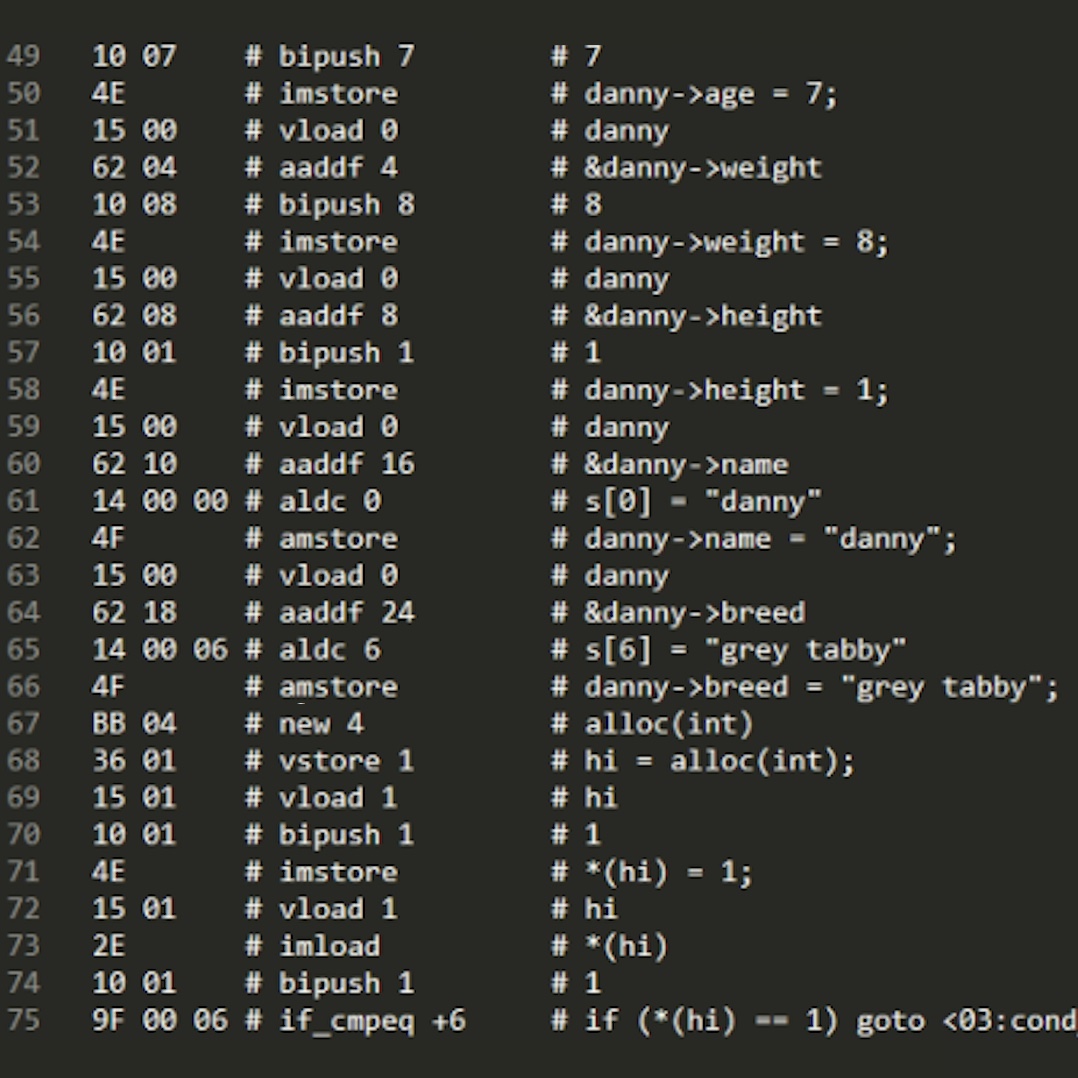 49 10 07 # bipush 7 # 7
50 4E # imstore # danny->age = 7;
51 15 00 # vload 0 # danny
52 62 04 # aaddf 4 # &danny->weight
53 10 08 # bipush 8 # 8
54 4E # imstore # danny->weight = 8;
55 15 00 # vload 0 # danny
56 62 08 # aaddf 8 # &danny->height
57 10 01 # bipush 1 # 1
58 4E # imstore # danny->height = 1;
59 15 00 # vload 0 # danny
60 62 10 # aaddf 16 # &danny->name
61 14 00 00 # aldc 0 # s[0] = "danny"
62 4F # amstore # danny->name = "danny";
63 15 00 # vload 0 # danny
64 62 18 # aaddf 24 # &danny->breed
65 14 00 06 # aldc 6 # s[6] = "grey tabby"
66 4F # amstore # danny->breed = "grey tabby";
67 BB 04 # new 4 # alloc(int)
68 36 01 # vstore 1 # hi = alloc(int);
69 15 01 # vload 1 # hi
70 10 01 # bipush 1 # 1
71 4E # imstore # *(hi) = 1;
72 15 01 # vload 1 # hi
73 2E # imload # *(hi)
74 10 01 # bipush 1 # 1
75 9F 00 06 # if_cmpeq +6 # if (*(hi) == 1) goto <03:cond